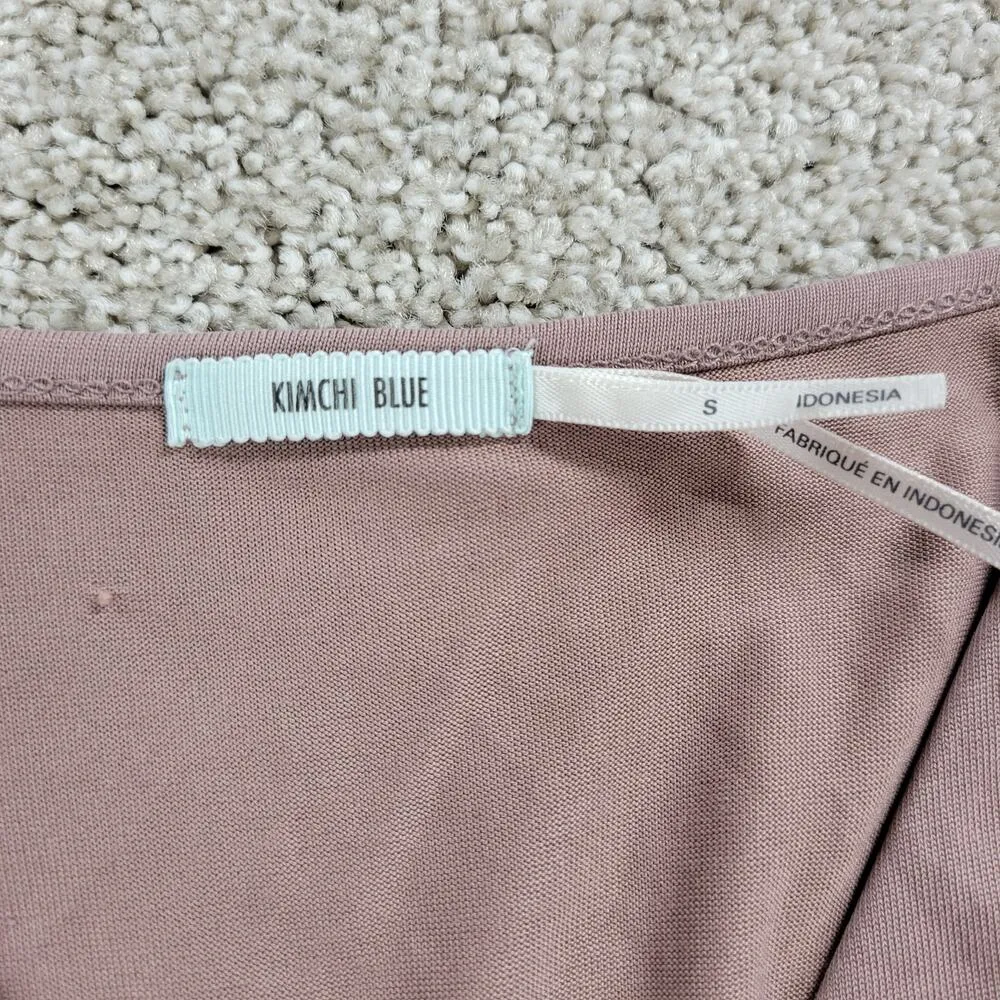 KIMCHI BLUE
S
IDONESIA
FABRIQUÉ EN INDONESI